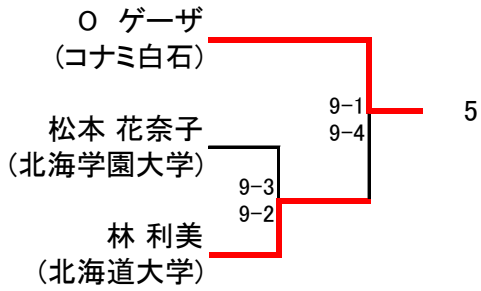 O ゲーザ
(コナミ白石)
9-1
9-4
5
松本 花奈子
(北海学園大学)
9-3
9-2
林 利美
(北海道大学)